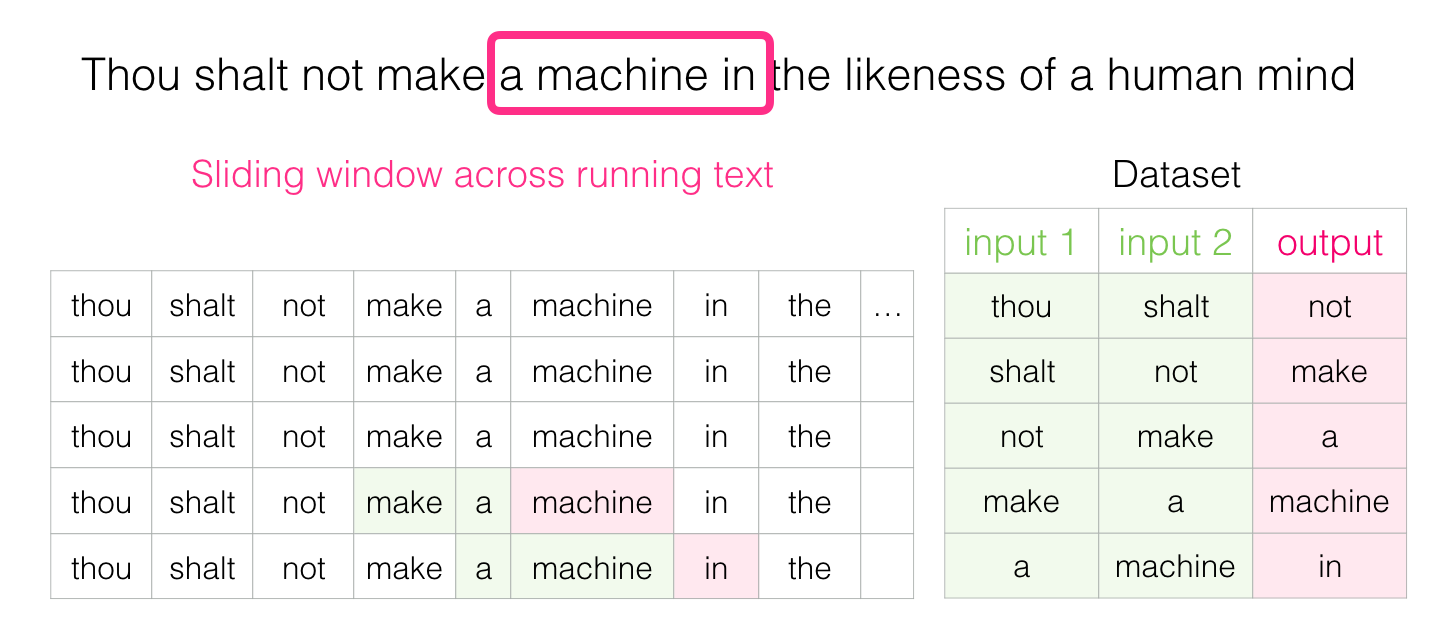 Thou shalt not make a machine in the likeness of a human mind
Sliding window across running text
thou shalt not make a machine in the ...
thou shalt not make a machine in the
thou shalt not make a machine in the
thou shalt not make a machine in the
thou shalt not make a machine in the
Dataset
input 1 input 2 output
thou shalt not
shalt not make
not make a
make a machine
a machine in